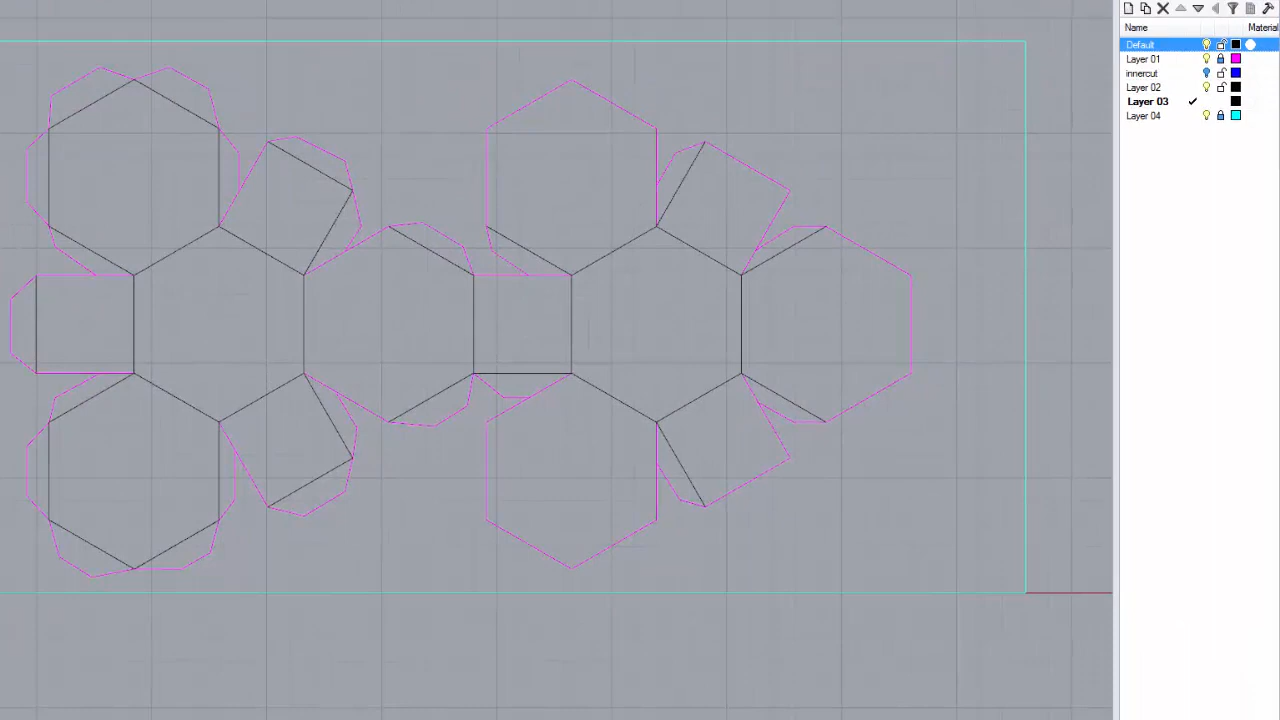 Name Material
Default
Layer 01
innercut
Layer 02
Layer 03
Layer 04